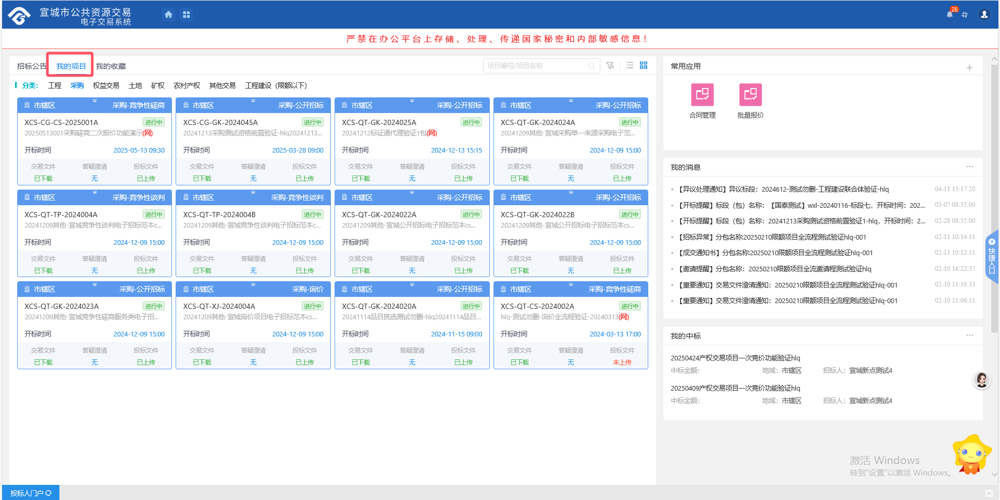 宣城市公共资源交易
电子交易系统
28
严禁在办公平台上存储、处理、传递国家秘密和内部敏感信息！
招标公告 我的项目 我的收藏
项目编号/项目名称
分类： 工程 采购 权益交易 土地 矿权 农村产权 其他交易 工程建设（限额以下）
市辖区 采购-竞争性磋商
XCS-CG-CS-2025001A 进行中
20250513001采购磋商二次报价功能演示(网)
开标时间 2025-05-13 09:30
交易文件 答疑澄清 投标文件
已下载 无 已上传
市辖区 采购-公开招标
XCS-CG-GK-2024045A 进行中
20241213采购测试资格前置验证-hlq20241213...
开标时间 2025-03-28 09:00
交易文件 答疑澄清 投标文件
已下载 无 已上传
市辖区 采购-公开招标
XCS-QT-GK-2024025A 进行中
20241212标证通代理验证1包(网)
开标时间 2024-12-13 15:15
交易文件 答疑澄清 投标文件
已下载 无 已上传
市辖区 采购-公开招标
XCS-QT-GK-2024024A 进行中
20241209其他-宣城采购单一来源采购电子范...
开标时间 2024-12-09 15:00
交易文件 答疑澄清 投标文件
已下载 无 已上传
市辖区 采购-竞争性谈判
XCS-QT-TP-2024004A 进行中
20241209其他-宣城竞争性谈判电子招标范本c...
开标时间 2024-12-09 15:00
交易文件 答疑澄清 投标文件
已下载 无 已上传
市辖区 采购-竞争性谈判
XCS-QT-TP-2024004B 进行中
20241209其他-宣城竞争性谈判电子招标范本c...
开标时间 2024-12-09 15:00
交易文件 答疑澄清 投标文件
已下载 无 已上传
市辖区 采购-公开招标
XCS-QT-GK-2024022A 进行中
20241209其他-宣城公开招标电子招标范本cs...
开标时间 2024-12-09 15:00
交易文件 答疑澄清 投标文件
已下载 无 已上传
市辖区 采购-公开招标
XCS-QT-GK-2024022B 进行中
20241209其他-宣城公开招标电子招标范本cs...
开标时间 2024-12-09 15:00
交易文件 答疑澄清 投标文件
已下载 无 已上传
市辖区 采购-公开招标
XCS-QT-GK-2024023A 进行中
20241209其他-宣城竞争性磋商服务类电子招...
开标时间 2024-12-09 15:00
交易文件 答疑澄清 投标文件
已下载 无 已上传
市辖区 采购-询价
XCS-QT-XJ-2024004A 进行中
20241209其他-宣城询价项目电子招标范本cs...
开标时间 2024-12-09 15:00
交易文件 答疑澄清 投标文件
已下载 无 已上传
市辖区 采购-公开招标
XCS-QT-GK-2024020A 进行中
20241114品目挑选测试勿删-hlq20241114品目...
开标时间 2024-11-15 09:00
交易文件 答疑澄清 投标文件
已下载 无 已上传
市辖区 采购-竞争性磋商
XCS-QT-CS-2024002A 进行中
hlq-测试勿删-询价全流程验证-20240313(网)
开标时间 2024-03-13 17:00
交易文件 答疑澄清 投标文件
已下载 无 未上传
常用应用
合同管理 批量报价
我的消息
【异议处理通知】异议标段：2024612-测试勿删-工程建设联合体验证-hlq 04-11 15:17:20
【开标提醒】标段（包）名称：【国泰测试】wxl-20240116-标段七，开标时间：202... 03-07 08:35:00
【开标提醒】标段（包）名称：20241213采购测试资格前置验证1-hlq，开标时间：2... 02-28 08:35:00
【招标异常】分包名称:20250210限额项目全流程测试验证hlq-001 02-11 10:14:31
【成交通知书】分包名称:20250210限额项目全流程测试验证hlq-001 02-11 10:12:31
【邀请提醒】分包名称：20250210限额项目全流邀请程测试验证hlq 02-10 16:22:37
【重要通知】交易文件澄清通知：20250210限额项目全流程测试验证hlq-001 02-10 11:16:33
【重要通知】交易文件澄清通知：20250210限额项目全流程测试验证hlq-001 02-10 11:06:31
快捷入口
我的中标
20250424产权交易项目一次竞价功能验证hlq
中标金额： 地域：市辖区 招标人：宣城新点测试4
20250409产权交易项目一次竞价功能验证hlq
中标金额： 地域：市辖区 招标人：宣城新点测试4
激活 Windows
转到"设置"以激活 Windows。
投标人门户